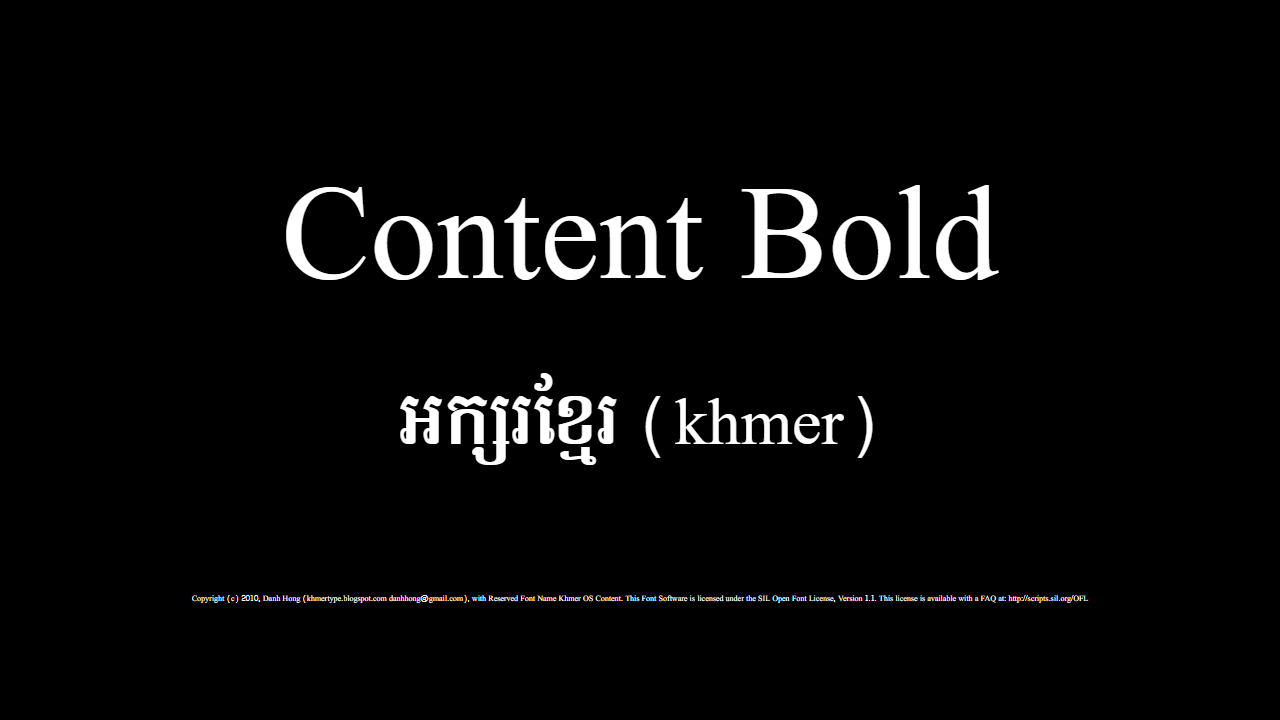 Content Bold
អក្សរខ្មែរ (khmer)
Copyright (c) 2010, Danh Hong (khmertype.blogspot.com danhhong@gmail.com), with Reserved Font Name Khmer OS Content. This Font Software is licensed under the SIL Open Font License, Version 1.1. This license is available with a FAQ at: http://scripts.sil.org/OFL